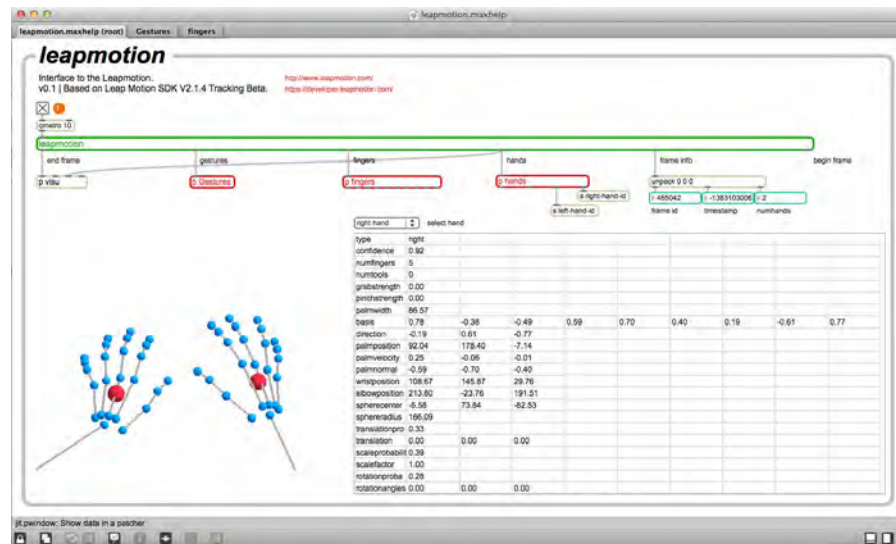 leapmotion.maxhelp
leapmotion.maxhelp (root) Gestures fingers
leapmotion
Interface to the Leapmotion. http://www.leapmotion.com/
v0.1 | Based on Leap Motion SDK V2.1.4 Tracking Beta. https://developer.leapmotion.com/
qmetro 10
leapmotion
end frame gestures fingers hands frame info begin frame
p visu p Gestures p fingers p hands unpack 0 0 0
s right-hand-id 485042 -1383103006 2
s left-hand-id frame id timestamp numhands
right hand select hand
type right
confidence 0.92
numfingers 5
numtools 0
grabstrength 0.00
pinchstrength 0.00
palmwidth 86.57
basis 0.78 -0.38 -0.49 0.59 0.70 0.40 0.19 -0.61 0.77
direction -0.19 0.61 -0.77
palmposition 92.04 178.40 -7.14
palmvelocity 0.25 -0.06 -0.01
palmnormal -0.59 -0.70 -0.40
wristposition 108.67 145.87 29.76
elbowposition 213.80 -23.76 191.51
spherecenter -5.58 73.84 -82.53
sphereradius 166.09
translationpro 0.33
translation 0.00 0.00 0.00
scaleprobabilit 0.39
scalefactor 1.00
rotationproba 0.28
rotationangles 0.00 0.00 0.00
jit.pwindow: Show data in a patcher